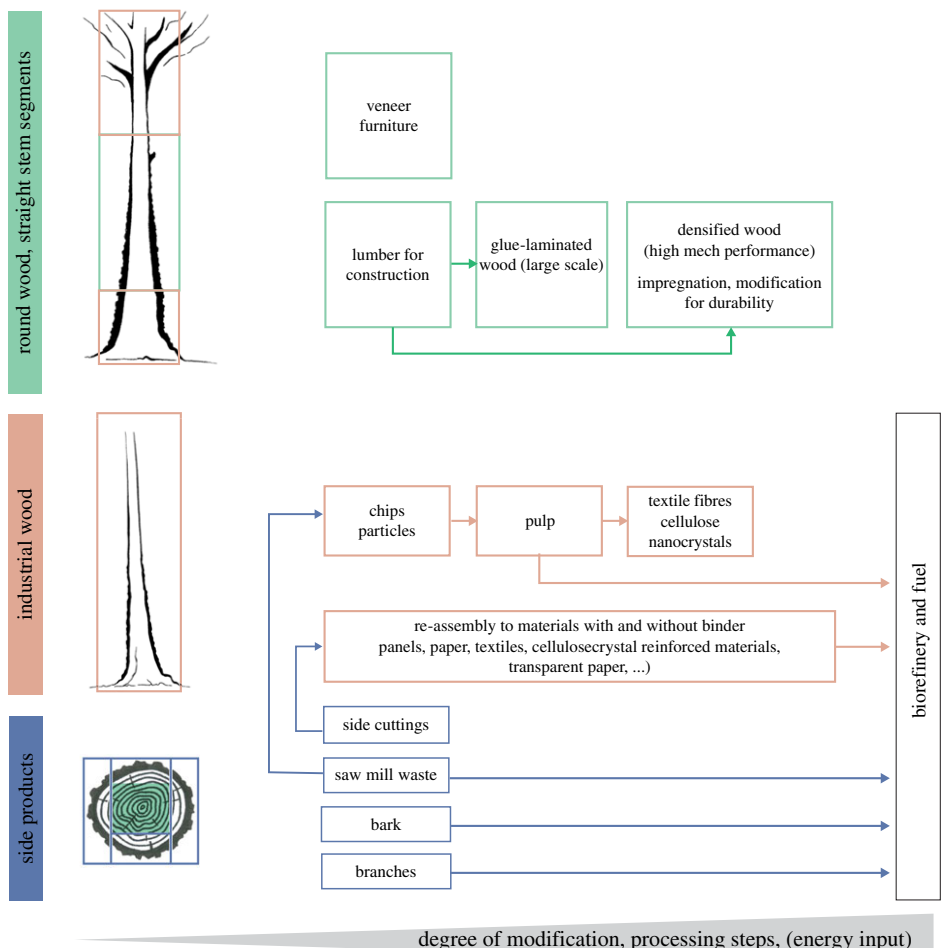 round wood, straight stem segments
veneer
furniture
lumber for
construction
glue-laminated
wood (large scale)
densified wood
(high mech performance)
impregnation, modification
for durability
industrial wood
chips
particles
pulp
textile fibres
cellulose
nanocrystals
re-assembly to materials with and without binder
panels, paper, textiles, cellulosecrystal reinforced materials,
transparent paper, ...)
biorefinery and fuel
side products
side cuttings
saw mill waste
bark
branches
degree of modification, processing steps, (energy input)